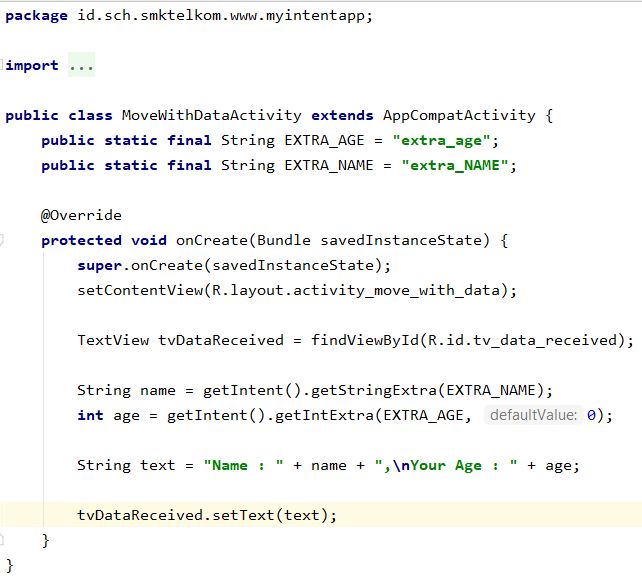 package id.sch.smktelkom.www.myintentapp;
import ...
public class MoveWithDataActivity extends AppCompatActivity {
public static final String EXTRA_AGE = "extra_age";
public static final String EXTRA_NAME = "extra_NAME";
@Override
protected void onCreate(Bundle savedInstanceState) {
super.onCreate(savedInstanceState);
setContentView(R.layout.activity_move_with_data);
TextView tvDataReceived = findViewById(R.id.tv_data_received);
String name = getIntent().getStringExtra(EXTRA_NAME);
int age = getIntent().getIntExtra(EXTRA_AGE, defaultValue: 0);
String text = "Name : " + name + ",\nYour Age : " + age;
tvDataReceived.setText(text);
}
}